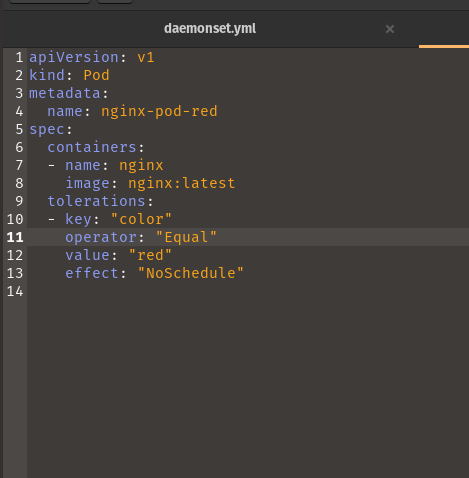 daemonset.yml ×
1 apiVersion: v1
2 kind: Pod
3 metadata:
4   name: nginx-pod-red
5 spec:
6   containers:
7   - name: nginx
8     image: nginx:latest
9   tolerations:
10   - key: "color"
11     operator: "Equal"
12     value: "red"
13     effect: "NoSchedule"
14